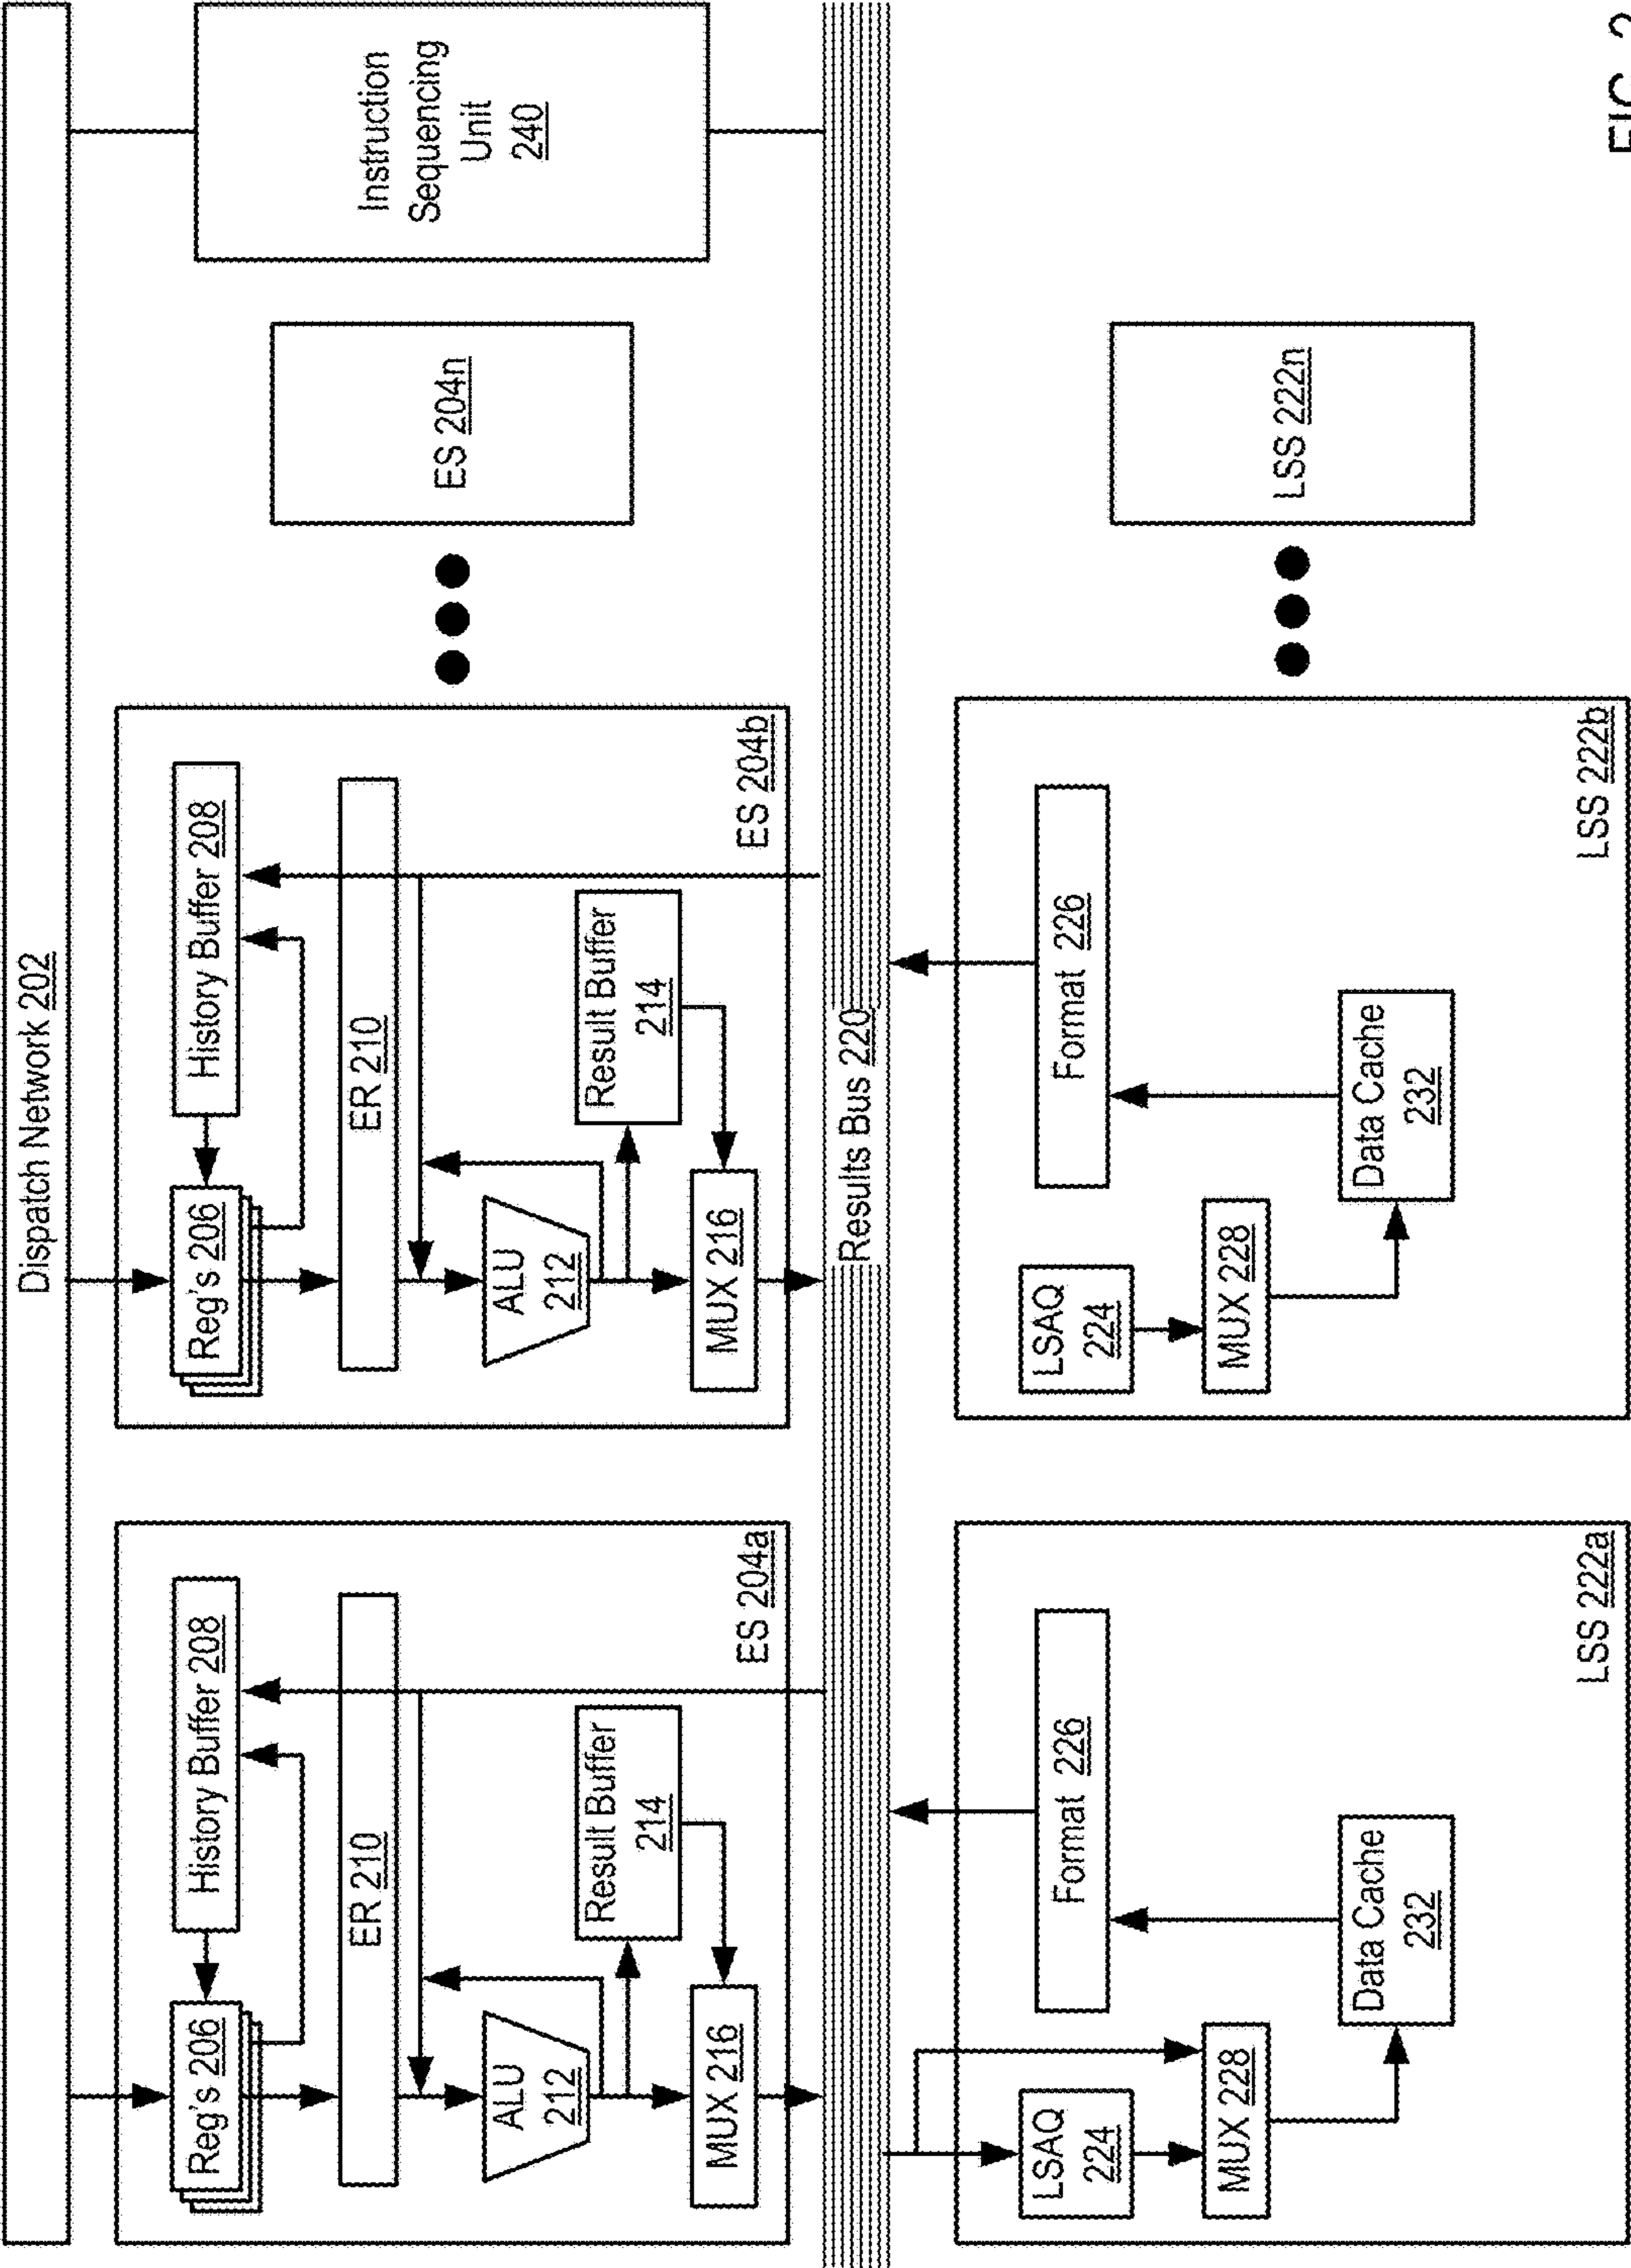 Dispatch Network 202
Reg's 206
History Buffer 208
ER 210
ALU
212
Result Buffer
214
MUX 216
ES 204a
Reg's 206
History Buffer 208
ER 210
ALU
212
Result Buffer
214
MUX 216
ES 204b
ES 204n
Instruction
Sequencing
Unit
240
Results Bus 220
LSAQ
224
MUX 228
Format 226
Data Cache
232
LSS 222a
LSAQ
224
MUX 228
Format 226
Data Cache
232
LSS 222b
LSS 222n